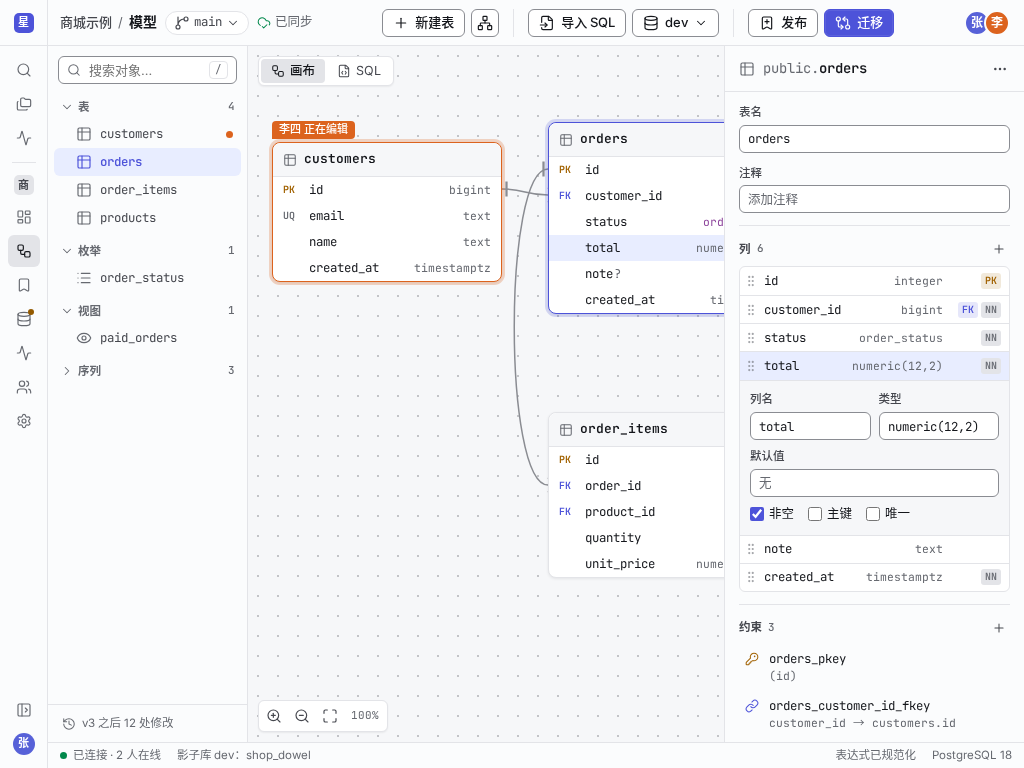 星 商城示例 / 模型 main 已同步 新建表 导入 SQL dev 发布 迁移 张 李
搜索对象… /
表 4
customers
orders
order_items
products
枚举 1
order_status
视图 1
paid_orders
序列 3
v3 之后 12 处修改
商
张
画布 SQL
李四 正在编辑
customers
PK id bigint
UQ email text
name text
created_at timestamptz
orders
PK id
FK customer_id
status ord
total nume
note?
created_at ti
order_items
PK id
FK order_id
FK product_id
quantity
unit_price nume
100%
public.orders
表名
orders
注释
添加注释
列 6
id integer PK
customer_id bigint FK NN
status order_status NN
total numeric(12,2) NN
列名 类型
total numeric(12,2)
默认值
无
非空 主键 唯一
note text
created_at timestamptz NN
约束 3
orders_pkey
(id)
orders_customer_id_fkey
customer_id → customers.id
已连接 · 2 人在线 影子库 dev: shop_dowel 表达式已规范化 PostgreSQL 18